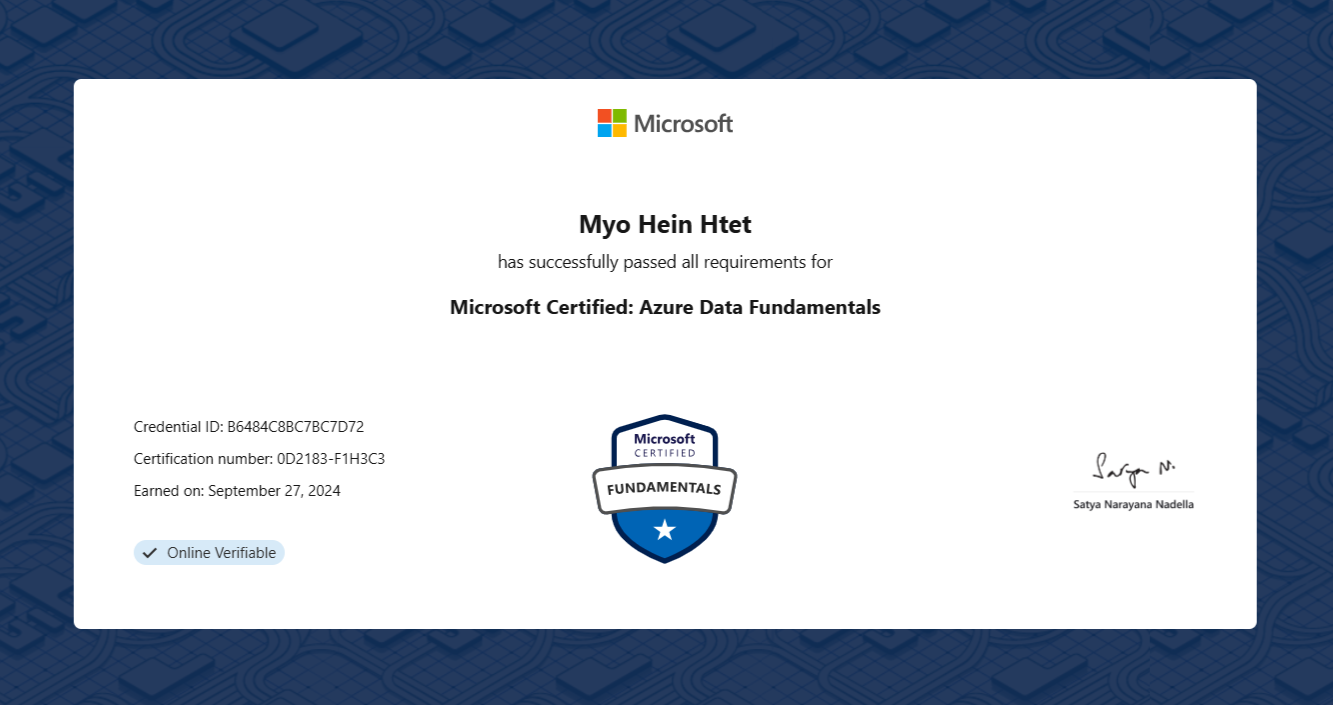 Microsoft
Myo Hein Htet
has successfully passed all requirements for
Microsoft Certified: Azure Data Fundamentals
Credential ID: B6484C8BC7BC7D72
Certification number: 0D2183-F1H3C3
Earned on: September 27, 2024
Online Verifiable
Microsoft
CERTIFIED
FUNDAMENTALS
Satya N.
Satya Narayana Nadella